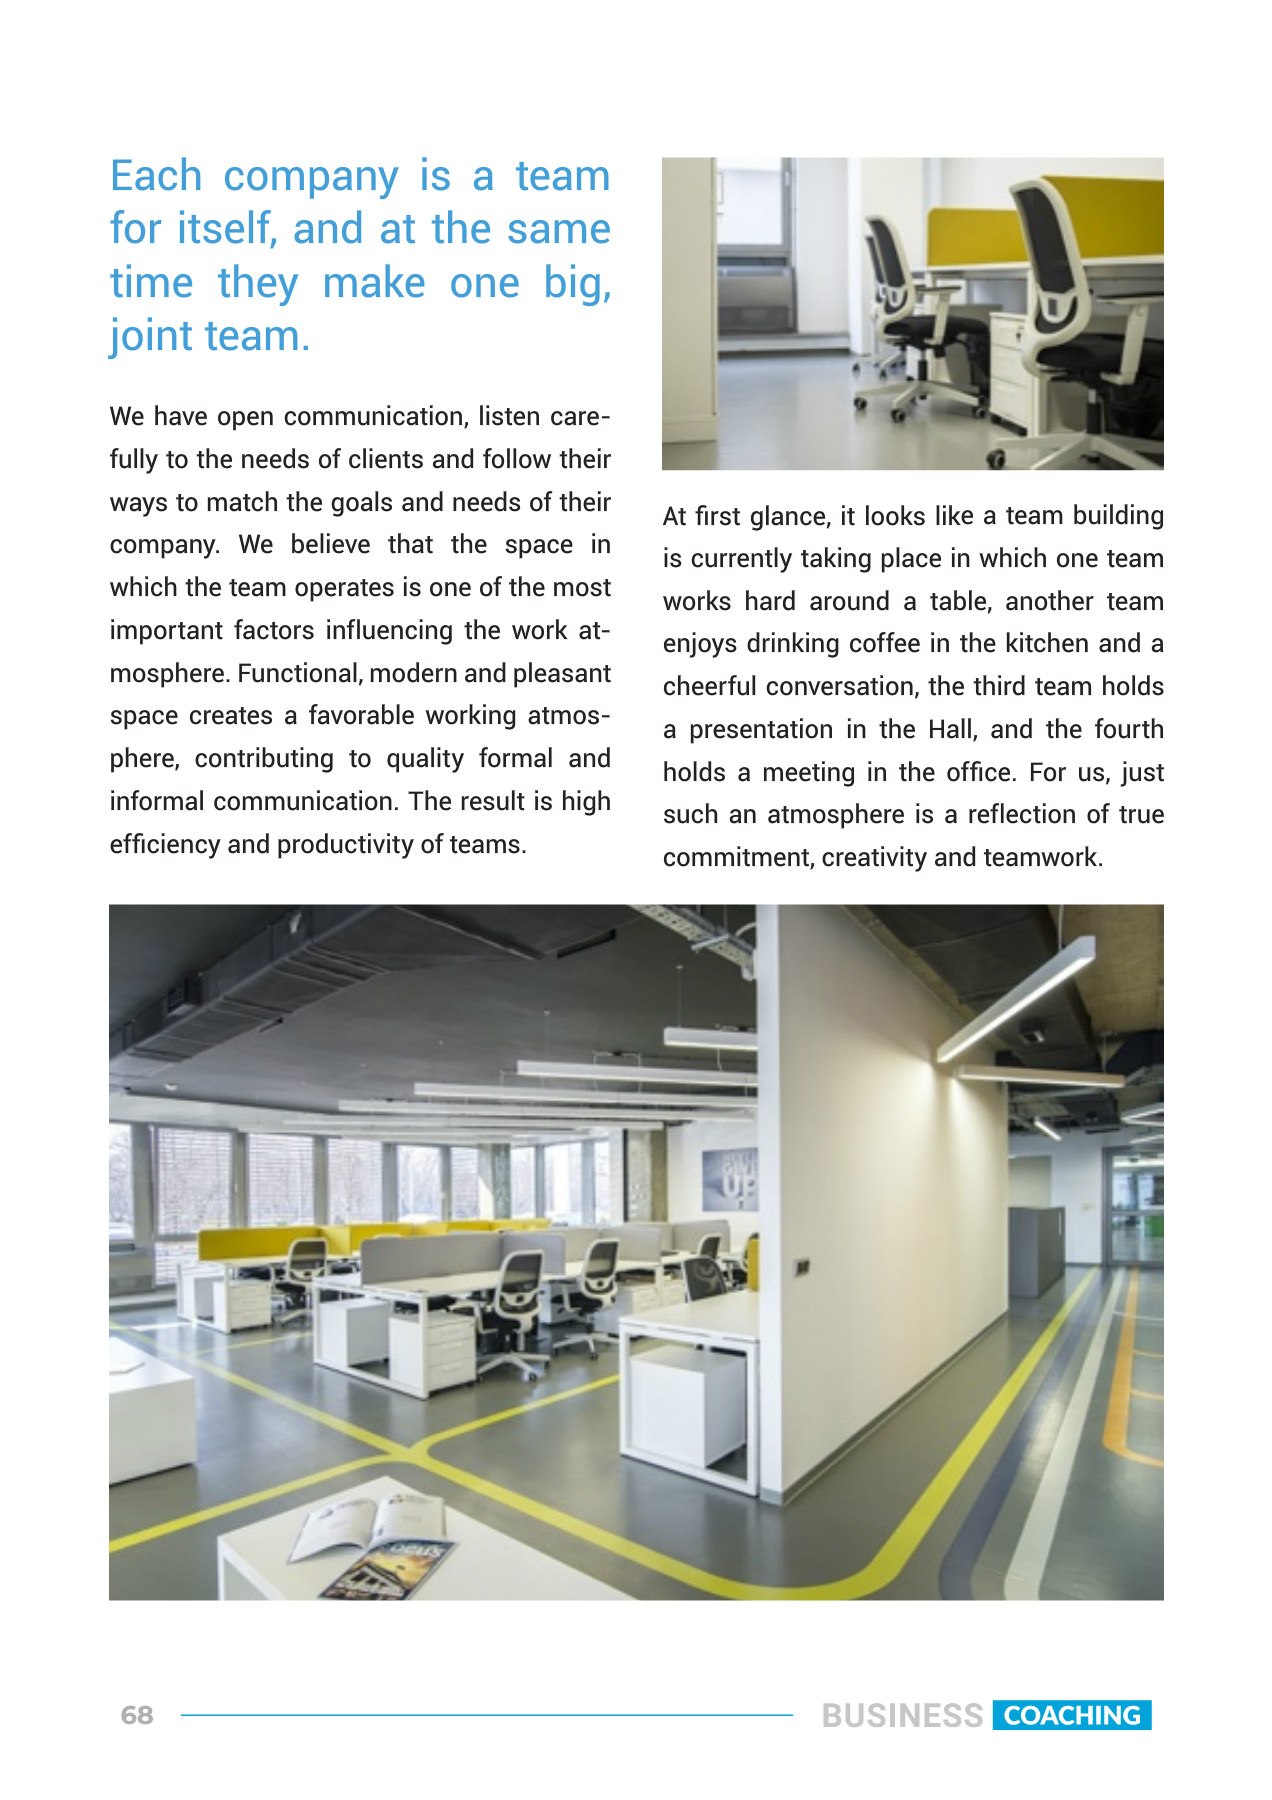 Each company is a team
for itself, and at the same
time they make one big,
joint team.
We have open communication, listen care-
fully to the needs of clients and follow their
ways to match the goals and needs of their
company. We believe that the space in
which the team operates is one of the most
important factors influencing the work at-
mosphere. Functional, modern and pleasant
space creates a favorable working atmos-
phere, contributing to quality formal and
informal communication. The result is high
efficiency and productivity of teams.
At first glance, it looks like a team building
is currently taking place in which one team
works hard around a table, another team
enjoys drinking coffee in the kitchen and a
cheerful conversation, the third team holds
a presentation in the Hall, and the fourth
holds a meeting in the office. For us, just
such an atmosphere is a reflection of true
commitment, creativity and teamwork.
UP
68
BUSINESS COACHING